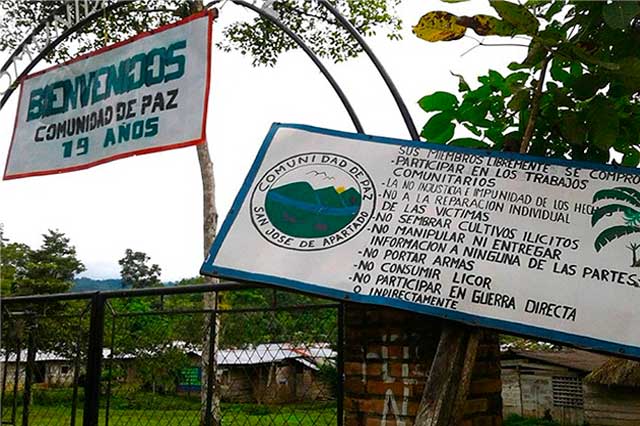 BIENVENIDOS
COMUNIDAD DE PAZ
19 AÑOS
COMUNIDAD DE PAZ
SAN JOSE DE APARTADO
SUS MIEMBROS LIBREMENTE SE COMPRO
-PARTICIPAR EN LOS TRABAJOS
COMUNITARIOS
-LA NO INJUSTICIA E IMPUNIDAD DE LOS HEC
-NO A LA REPARACION INDIVIDUAL
DE LAS VICTIMAS
-NO SEMBRAR CULTIVOS ILICITOS
-NO MANIPULAR NI ENTREGAR
INFORMACION A NINGUNA DE LAS PARTES
-NO PORTAR ARMAS
-NO CONSUMIR LICOR
-NO PARTICIPAR EN GUERRA DIRECTA
O INDIRECTAMENTE